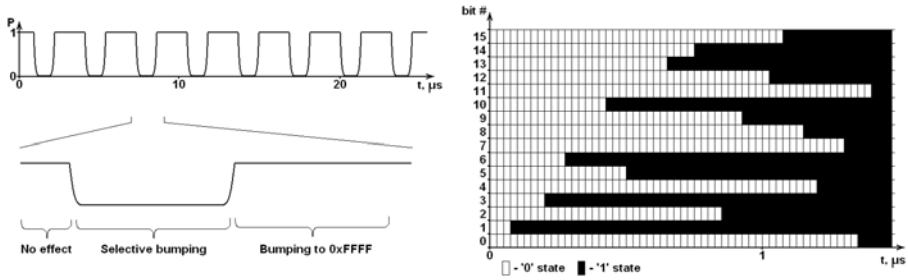 P
1
0
0
10
20
t, μs
No effect
Selective bumping
Bumping to 0xFFFF
bit #
15
14
13
12
11
10
9
8
7
6
5
4
3
2
1
0
0
1
t, μs
- '0' state
- '1' state